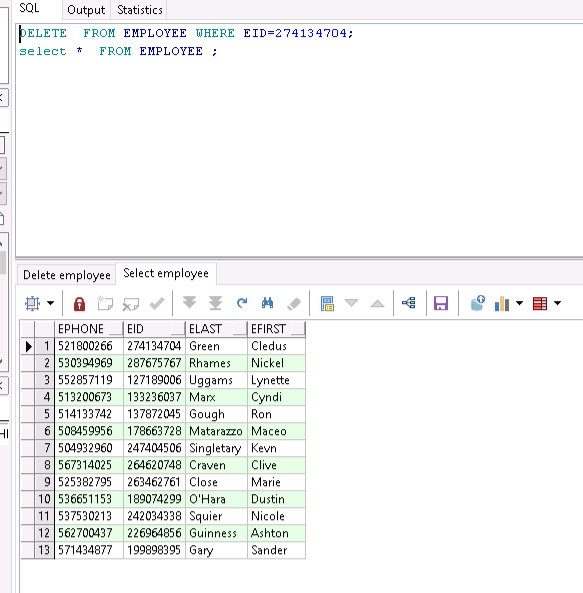 SQL Output Statistics
DELETE  FROM EMPLOYEE WHERE EID=274134704;
select *  FROM EMPLOYEE ;
Delete employee Select employee
EPHONE EID ELAST EFIRST
1 521800266 274134704 Green Cledus
2 530394969 287675767 Rhames Nickel
3 552857119 127189006 Uggams Lynette
4 513200673 133236037 Marx Cyndi
5 514133742 137872045 Gough Ron
6 508459956 178663728 Matarazzo Maceo
7 504932960 247404506 Singletary Kevn
8 567314025 264620748 Craven Clive
9 525382795 263462761 Close Marie
10 536651153 189074299 O'Hara Dustin
11 537530213 242034338 Squier Nicole
12 562700437 226964856 Guinness Ashton
13 571434877 199898395 Gary Sander